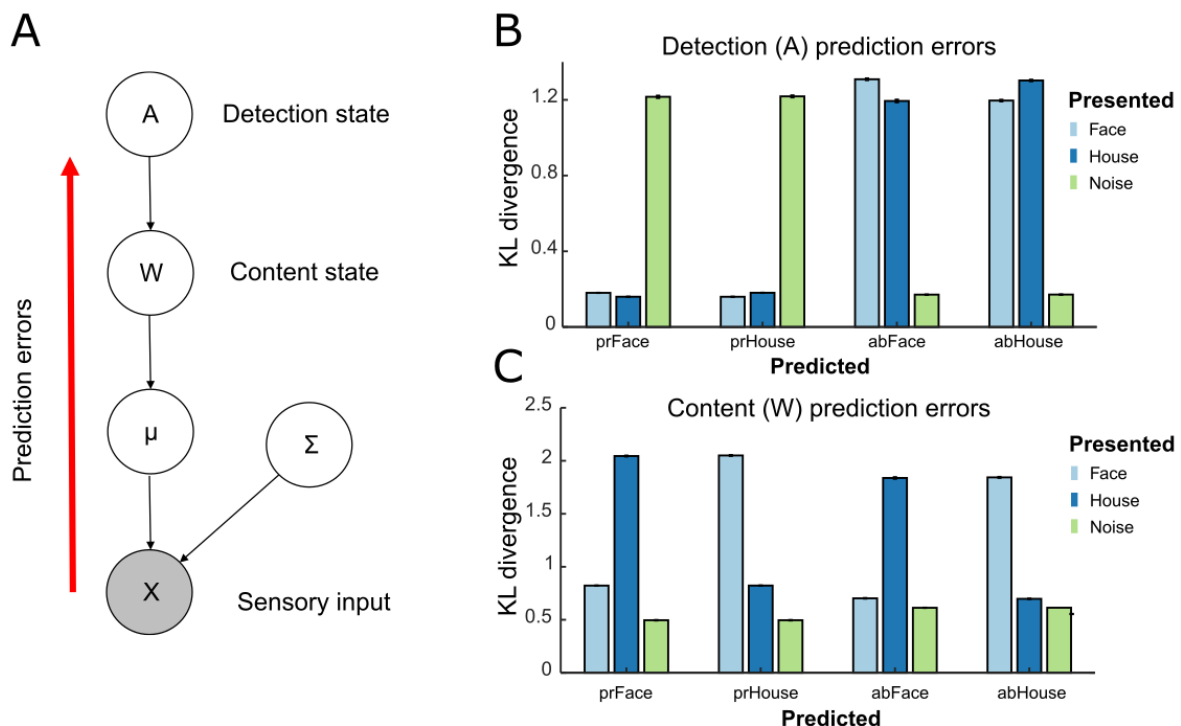 A
A
Detection state
W
Content state
μ
Σ
X
Sensory input
Prediction errors
B
Detection (A) prediction errors
KL divergence
1.2
0.8
0.4
0
prFace prHouse abFace abHouse
Predicted
Presented
Face
House
Noise
C
Content (W) prediction errors
KL divergence
2.5
2
1.5
1
0.5
0
prFace prHouse abFace abHouse
Predicted
Presented
Face
House
Noise